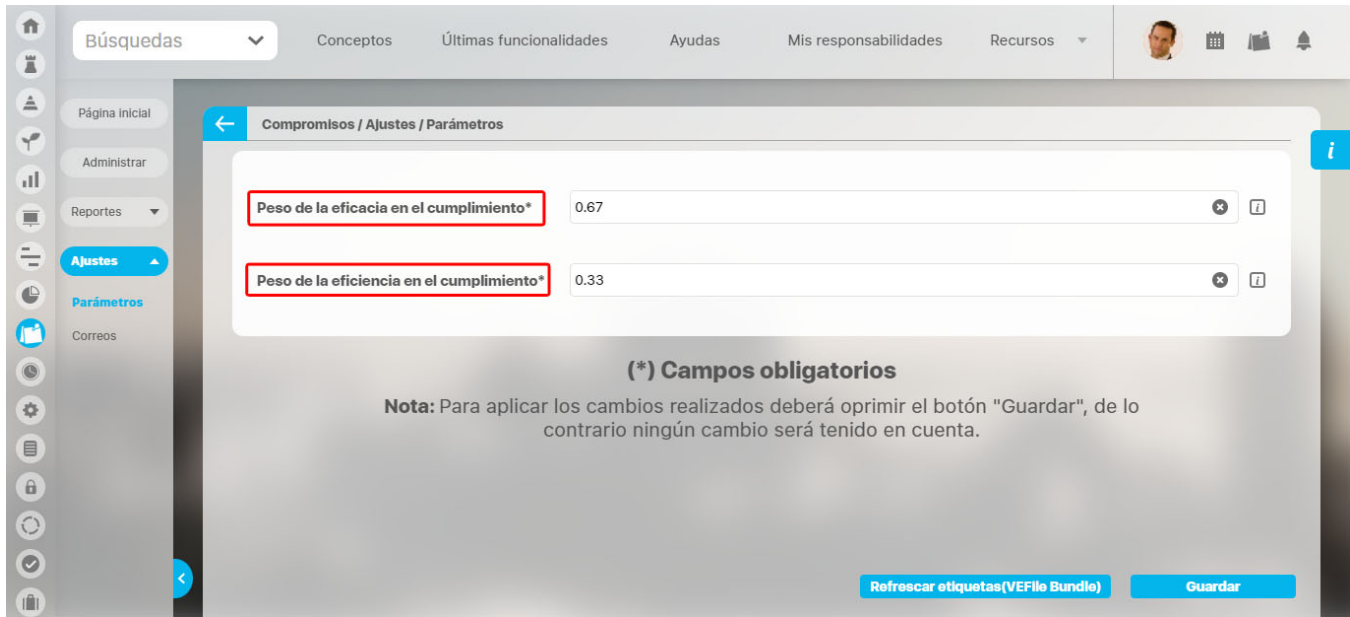 Búsquedas
Conceptos
Últimas funcionalidades
Ayudas
Mis responsabilidades
Recursos
Página inicial
Administrar
Reportes
Ajustes
Parámetros
Correos
Compromisos / Ajustes / Parámetros
i
Peso de la eficacia en el cumplimiento*
0.67
i
Peso de la eficiencia en el cumplimiento*
0.33
i
(*) Campos obligatorios
Nota: Para aplicar los cambios realizados deberá oprimir el botón "Guardar", de lo
contrario ningún cambio será tenido en cuenta.
Refrescar etiquetas(VEFile Bundle)
Guardar